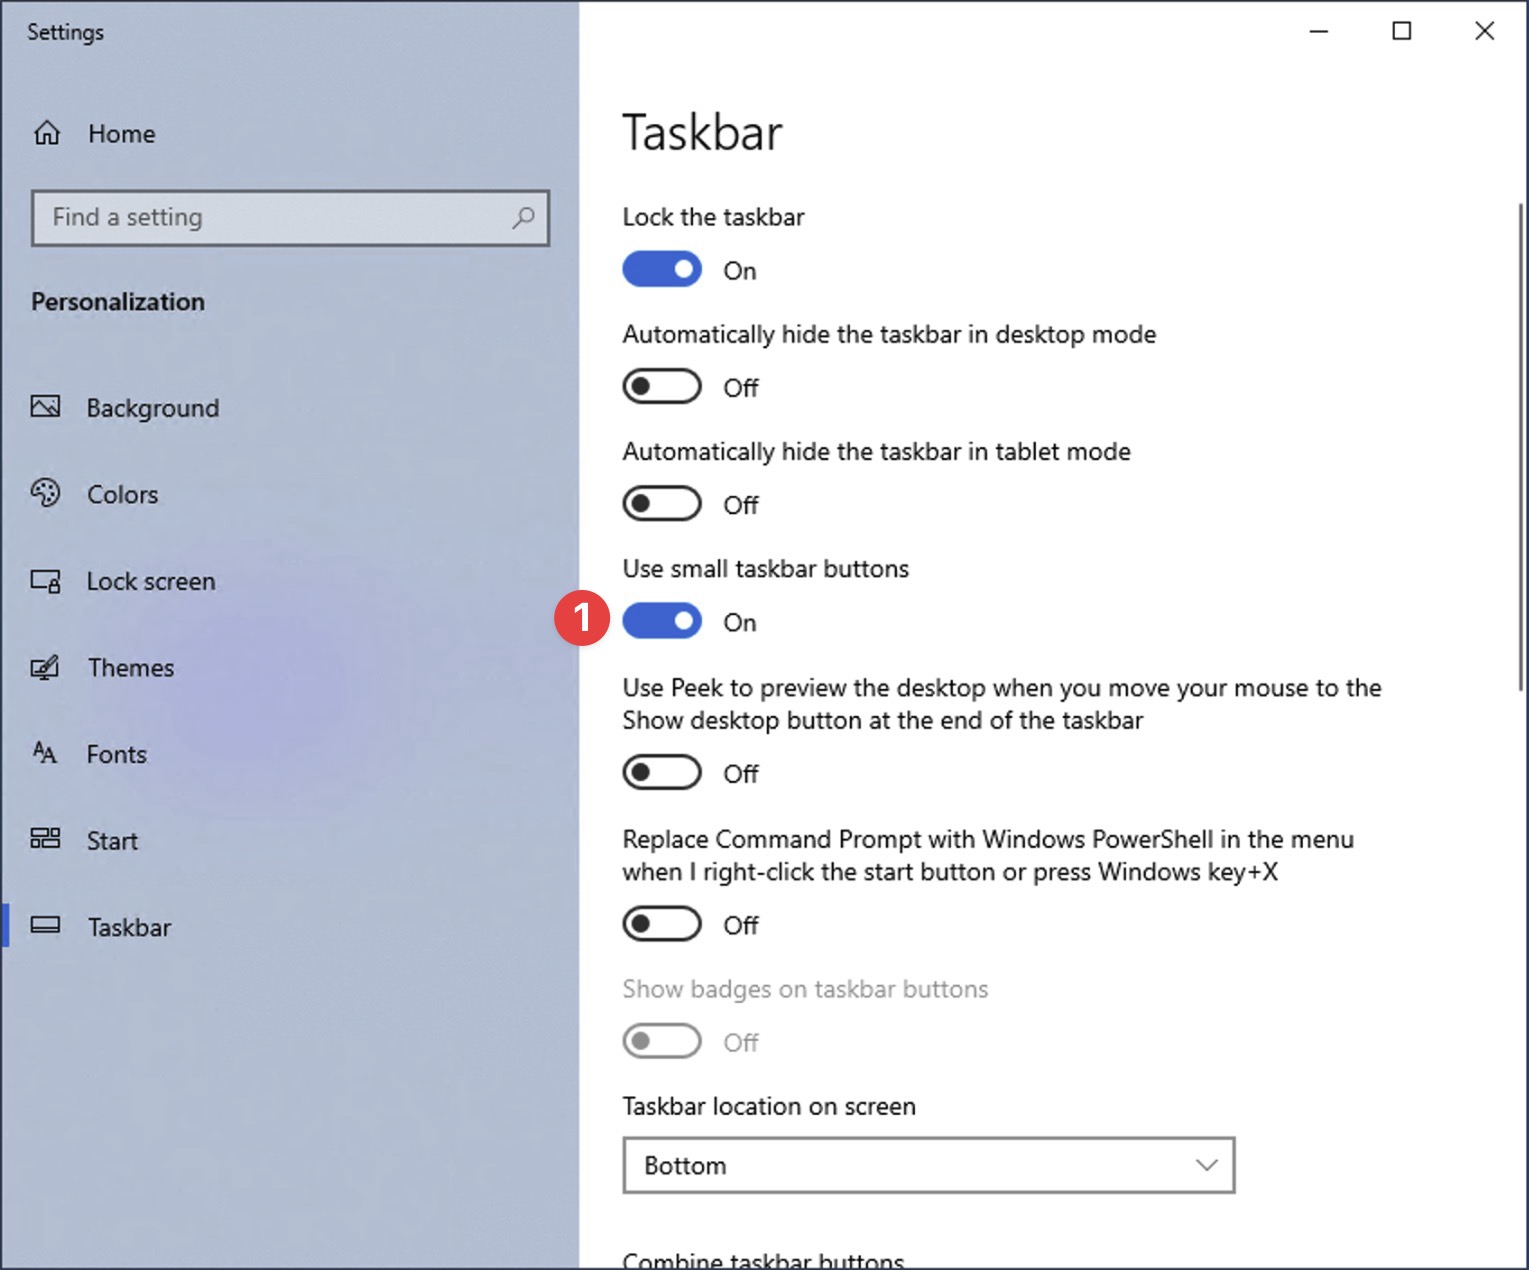 Settings
Home
Find a setting
Personalization
Background
Colors
Lock screen
Themes
Fonts
Start
Taskbar
Taskbar
Lock the taskbar
On
Automatically hide the taskbar in desktop mode
Off
Automatically hide the taskbar in tablet mode
Off
Use small taskbar buttons
1
On
Use Peek to preview the desktop when you move your mouse to the
Show desktop button at the end of the taskbar
Off
Replace Command Prompt with Windows PowerShell in the menu
when I right-click the start button or press Windows key+X
Off
Show badges on taskbar buttons
Off
Taskbar location on screen
Bottom
Combine taskbar buttons